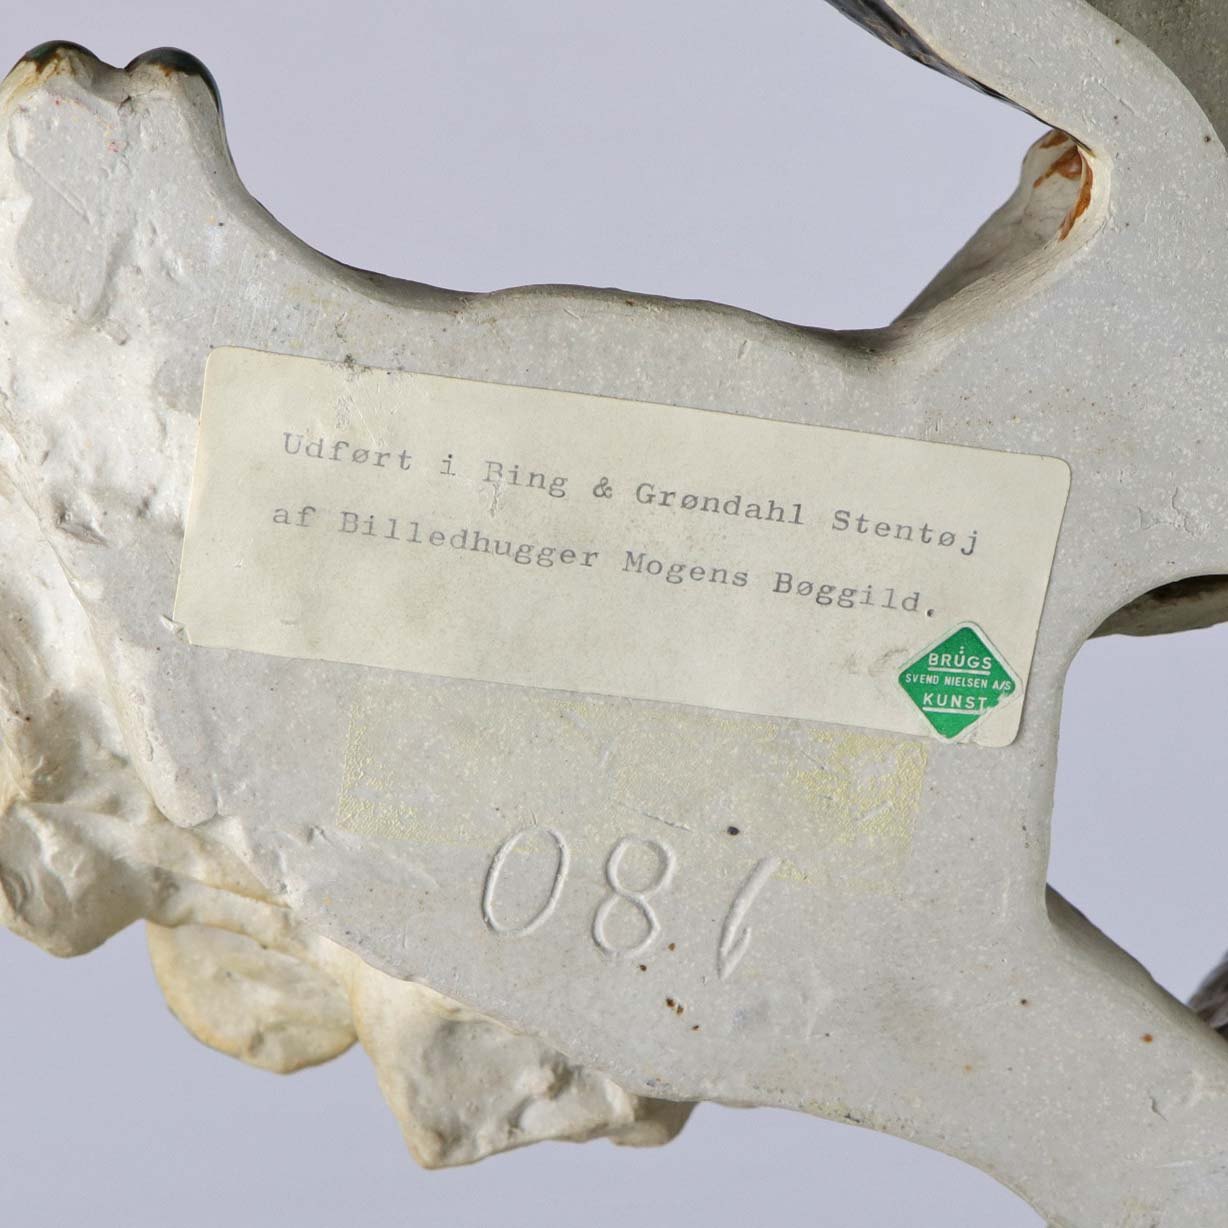 Udført i Bing & Grøndahl Stentøj
af Billedhugger Mogens Bøggild.
BRUGS
SVEND NIELSEN A/S
KUNST
081